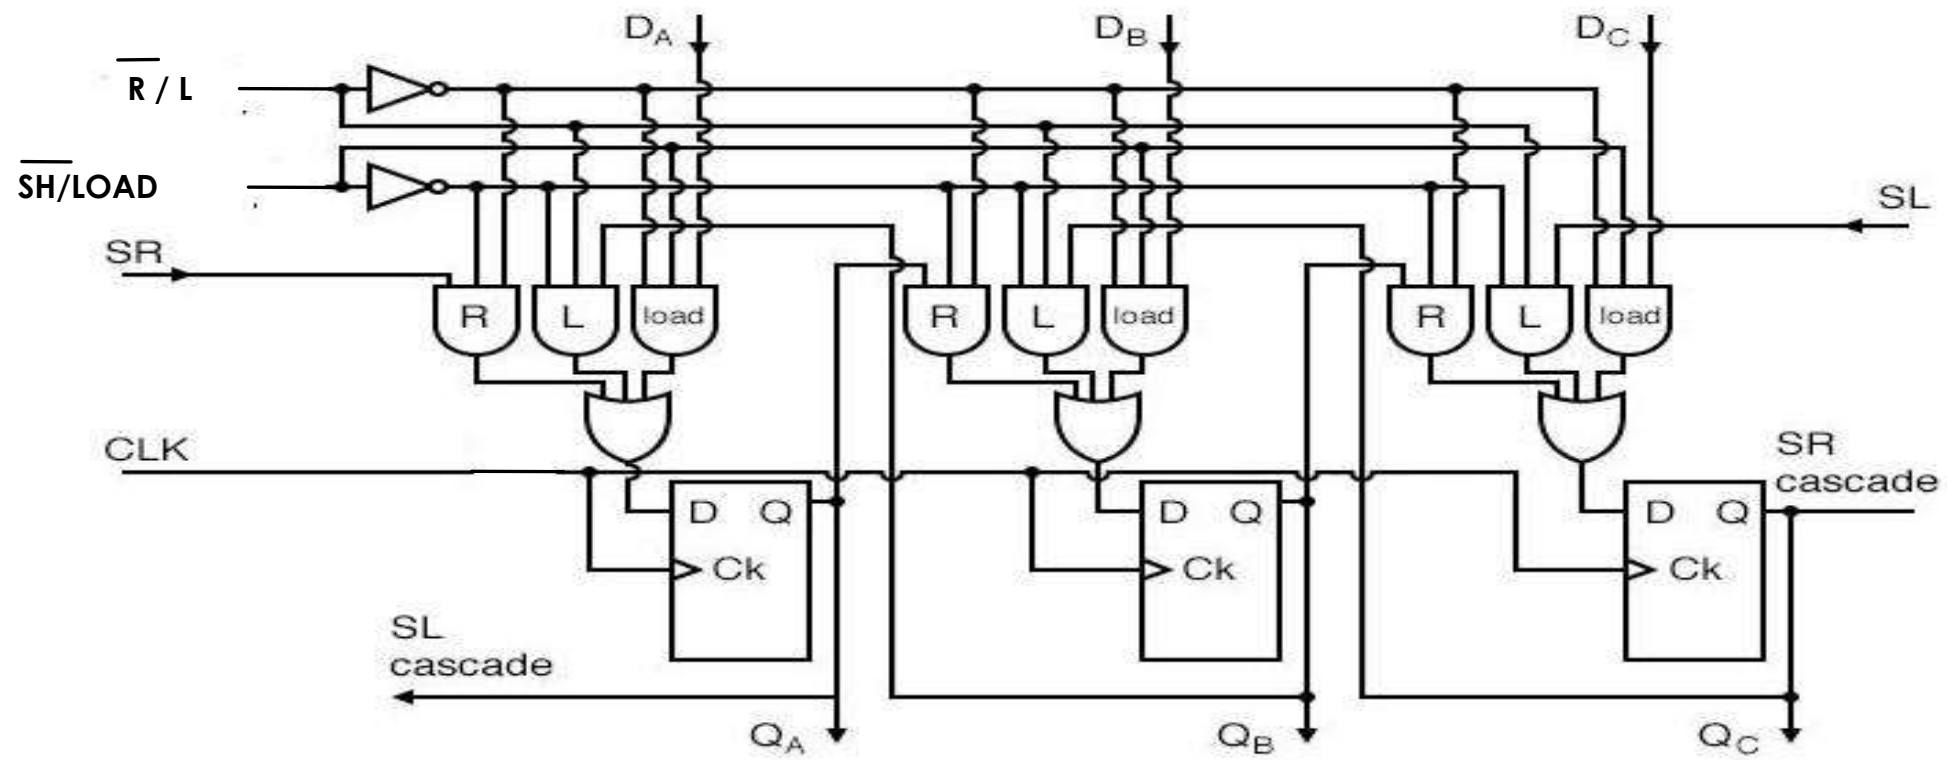 D_A D_B D_C
R̅ / L
S̅H̅/LOAD
SL
SR
R L load R L load R L load
CLK
SR
cascade
D Q D Q D Q
Ck Ck Ck
SL
cascade
Q_A Q_B Q_C